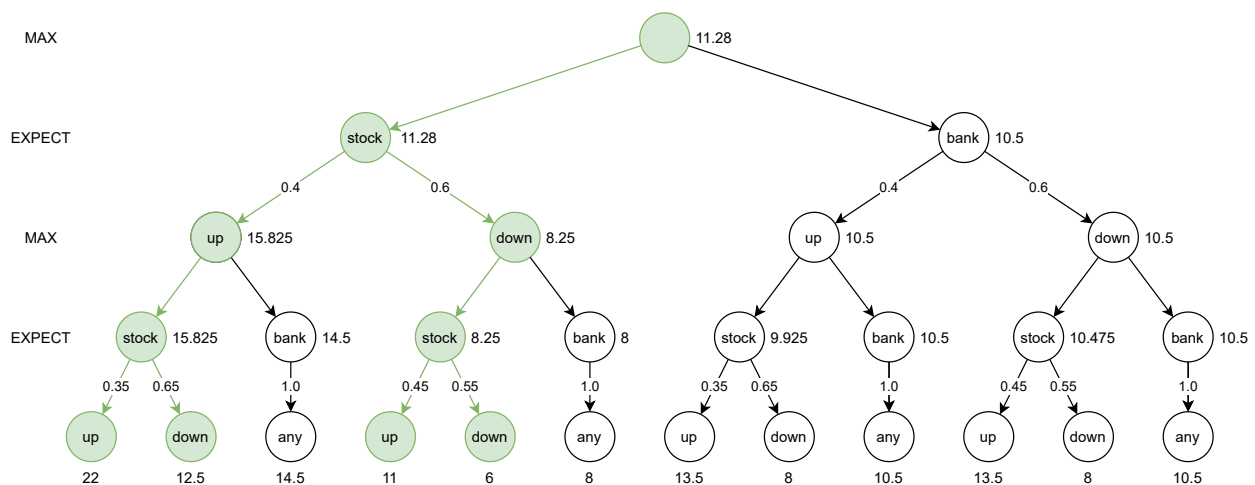 MAX 11.28
EXPECT stock 11.28 bank 10.5
0.4 0.6 0.4 0.6
MAX up 15.825 down 8.25 up 10.5 down 10.5
EXPECT stock 15.825 bank 14.5 stock 8.25 bank 8 stock 9.925 bank 10.5 stock 10.475 bank 10.5
0.35 0.65 1.0 0.45 0.55 1.0 0.35 0.65 1.0 0.45 0.55 1.0
up down any up down any up down any up down any
22 12.5 14.5 11 6 8 13.5 8 10.5 13.5 8 10.5